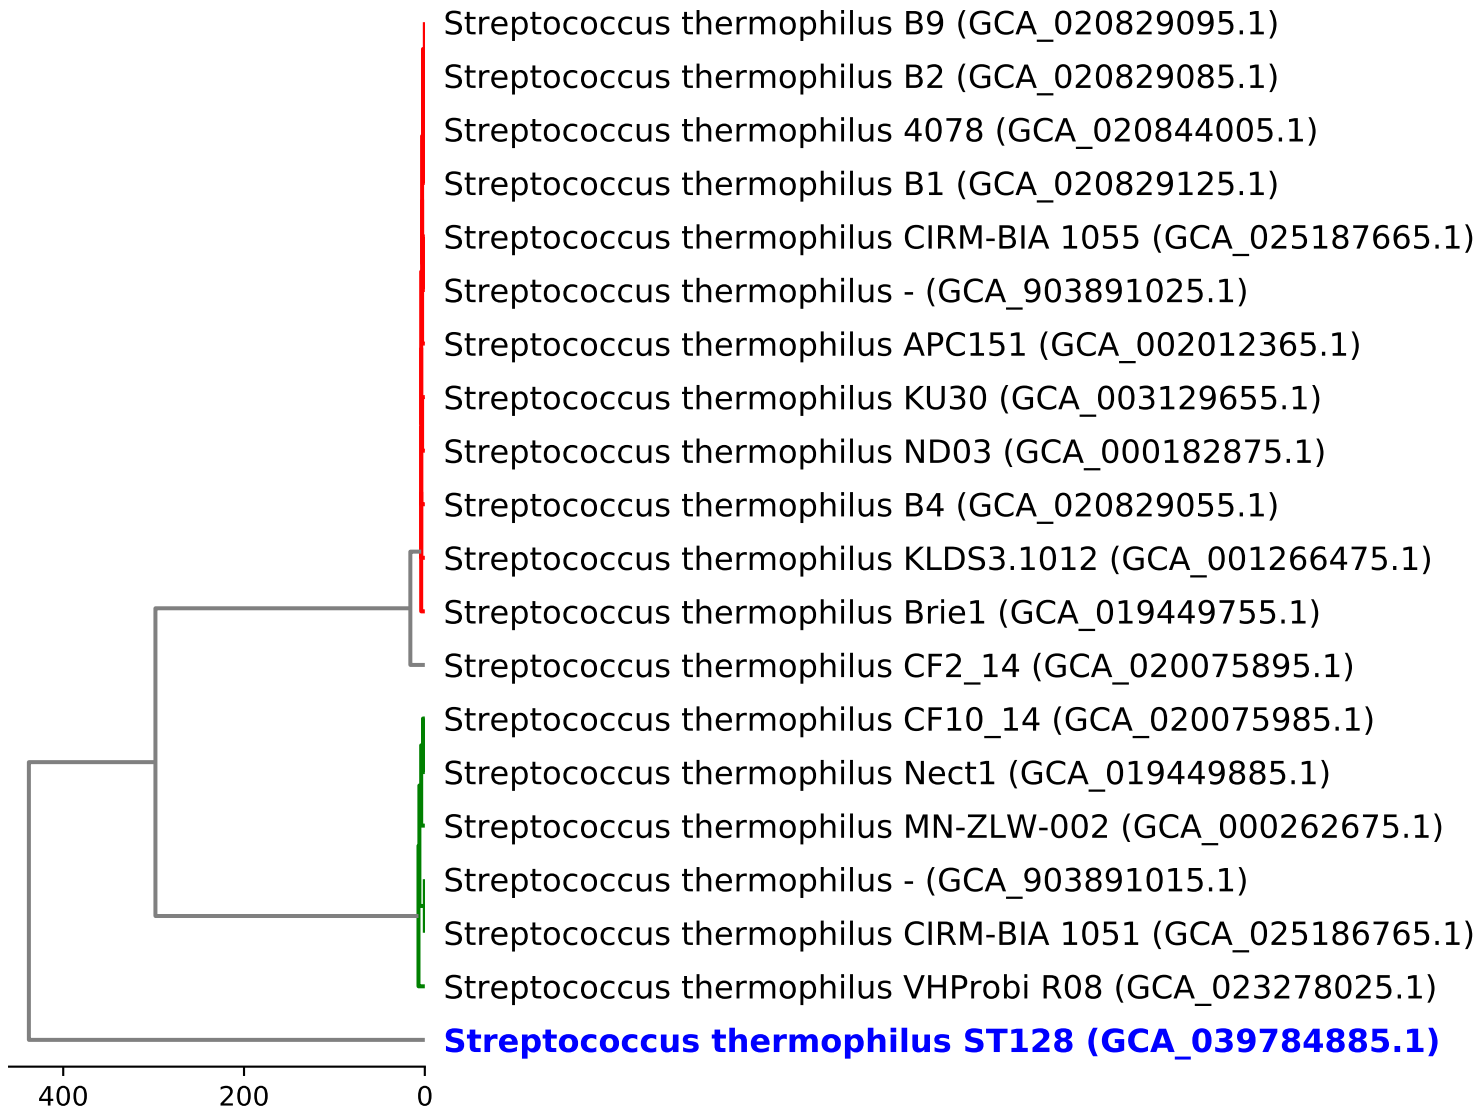 Streptococcus thermophilus B9 (GCA_020829095.1)
Streptococcus thermophilus B2 (GCA_020829085.1)
Streptococcus thermophilus 4078 (GCA_020844005.1)
Streptococcus thermophilus B1 (GCA_020829125.1)
Streptococcus thermophilus CIRM-BIA 1055 (GCA_025187665.1)
Streptococcus thermophilus - (GCA_903891025.1)
Streptococcus thermophilus APC151 (GCA_002012365.1)
Streptococcus thermophilus KU30 (GCA_003129655.1)
Streptococcus thermophilus ND03 (GCA_000182875.1)
Streptococcus thermophilus B4 (GCA_020829055.1)
Streptococcus thermophilus KLDS3.1012 (GCA_001266475.1)
Streptococcus thermophilus Brie1 (GCA_019449755.1)
Streptococcus thermophilus CF2_14 (GCA_020075895.1)
Streptococcus thermophilus CF10_14 (GCA_020075985.1)
Streptococcus thermophilus Nect1 (GCA_019449885.1)
Streptococcus thermophilus MN-ZLW-002 (GCA_000262675.1)
Streptococcus thermophilus - (GCA_903891015.1)
Streptococcus thermophilus CIRM-BIA 1051 (GCA_025186765.1)
Streptococcus thermophilus VHProbi R08 (GCA_023278025.1)
Streptococcus thermophilus ST128 (GCA_039784885.1)
400 200 0